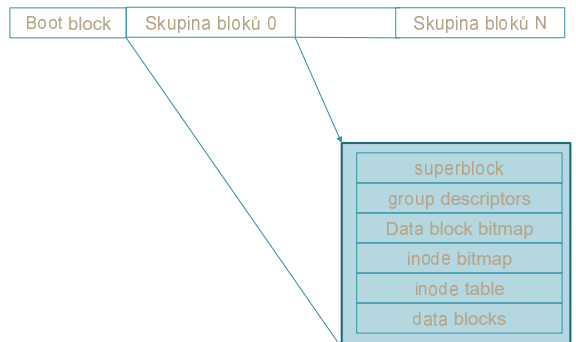 Boot block
Skupina bloků 0
Skupina bloků N
superblock
group descriptors
Data block bitmap
inode bitmap
inode table
data blocks